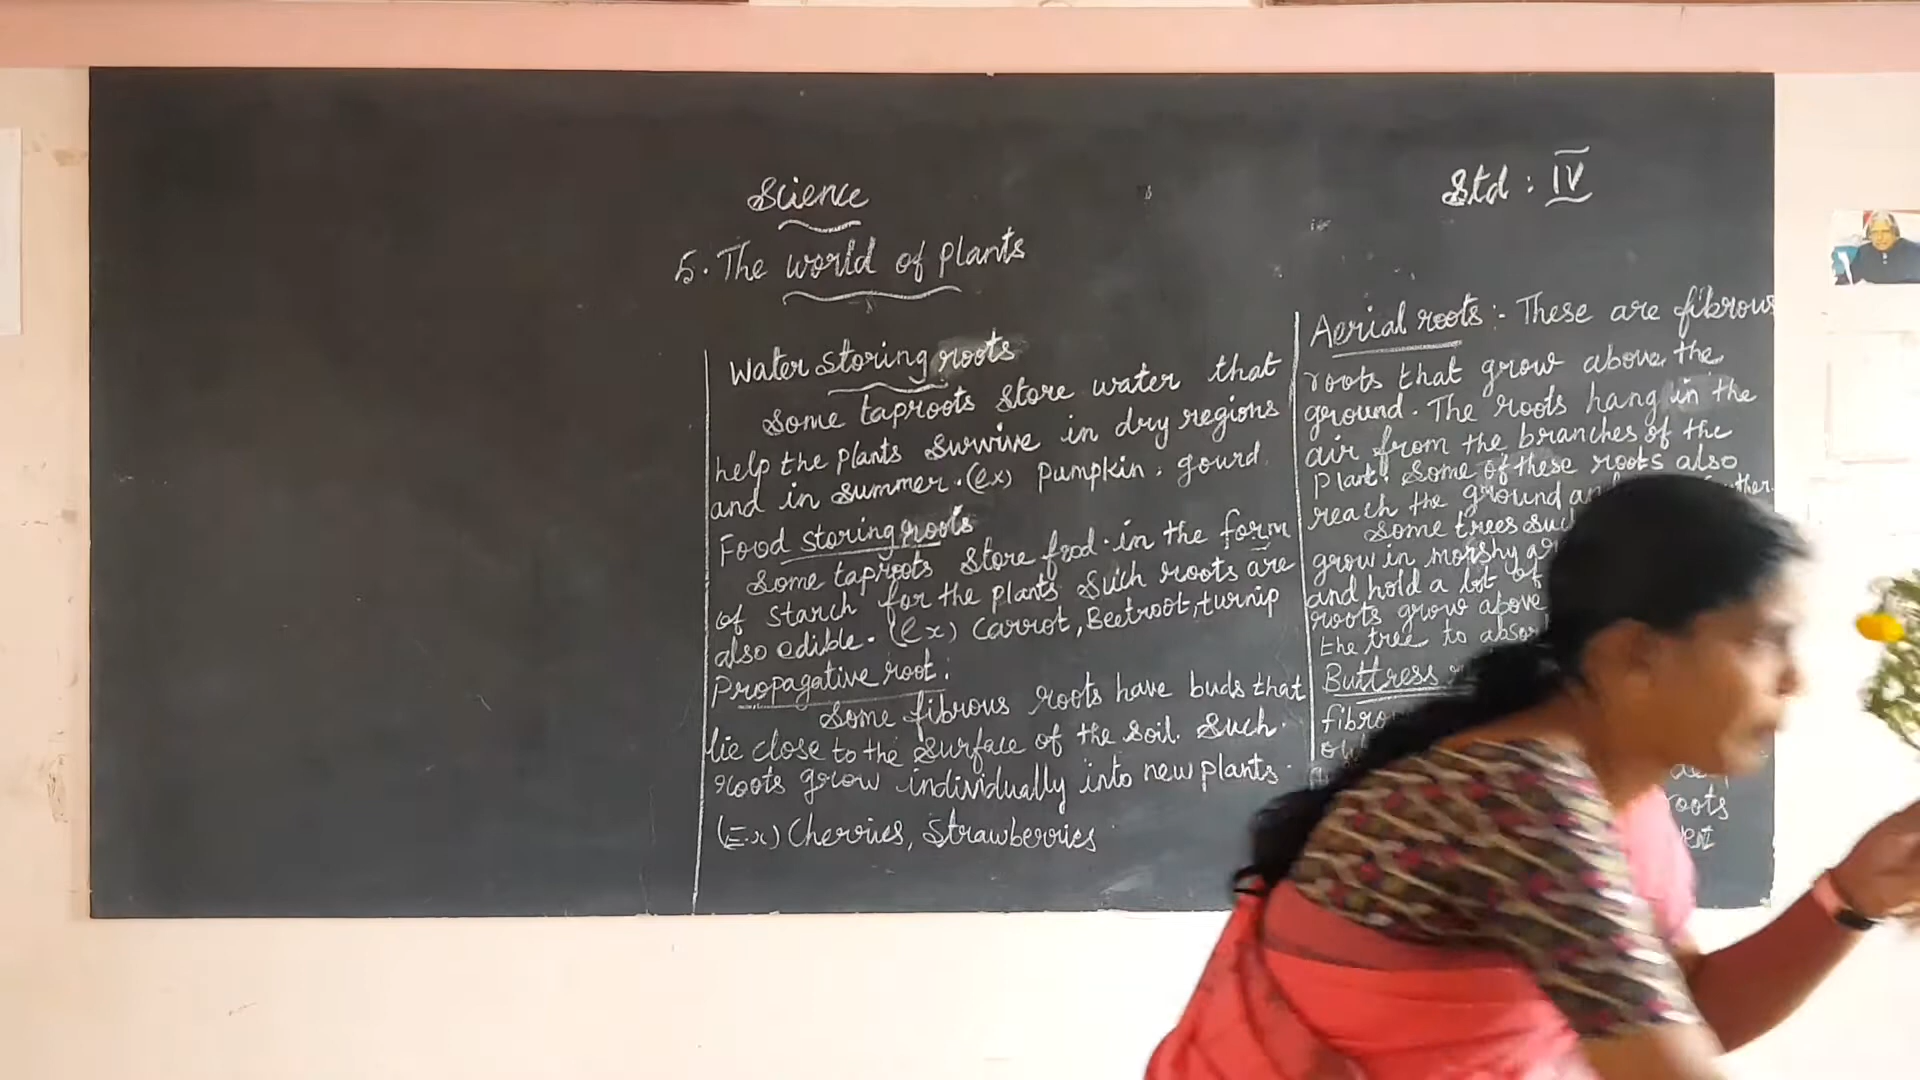 Science
Std : IV
5. The world of plants
Water storing roots
Some taproots store water that
help the plants survive in dry regions
and in summer. (ex) Pumpkin, gourd
Food storing roots
Some taproots store food in the form
of starch for the plants such roots are
also edible. (ex) Carrot, Beetroot, turnip
Propagative root:
Some fibrous roots have buds that
lie close to the surface of the soil. Such
roots grow individually into new plants.
(Ex) Cherries, Strawberries
Aerial roots:- These are fibrous
roots that grow above the
ground. The roots hang in the
air from the branches of the
plant. Some of these roots also
reach the ground
Some trees
grow in marshy
and hold a lot of
roots grow above
the tree to
Buttress
roots